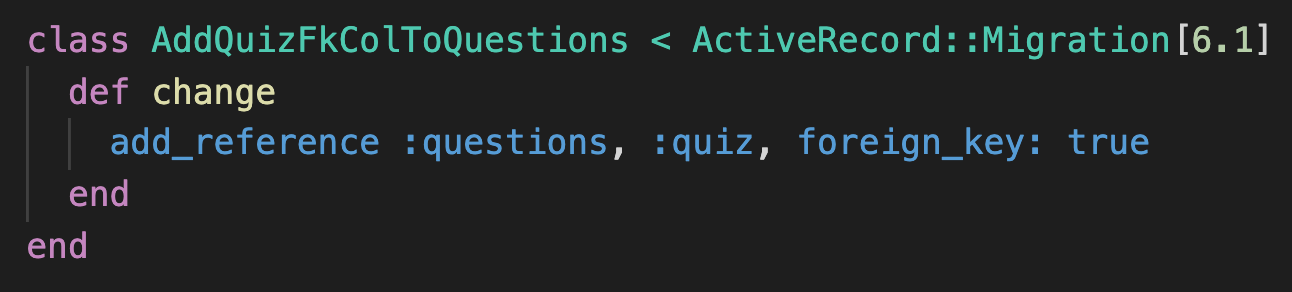 class AddQuizFkColToQuestions < ActiveRecord::Migration[6.1]
def change
add_reference :questions, :quiz, foreign_key: true
end
end